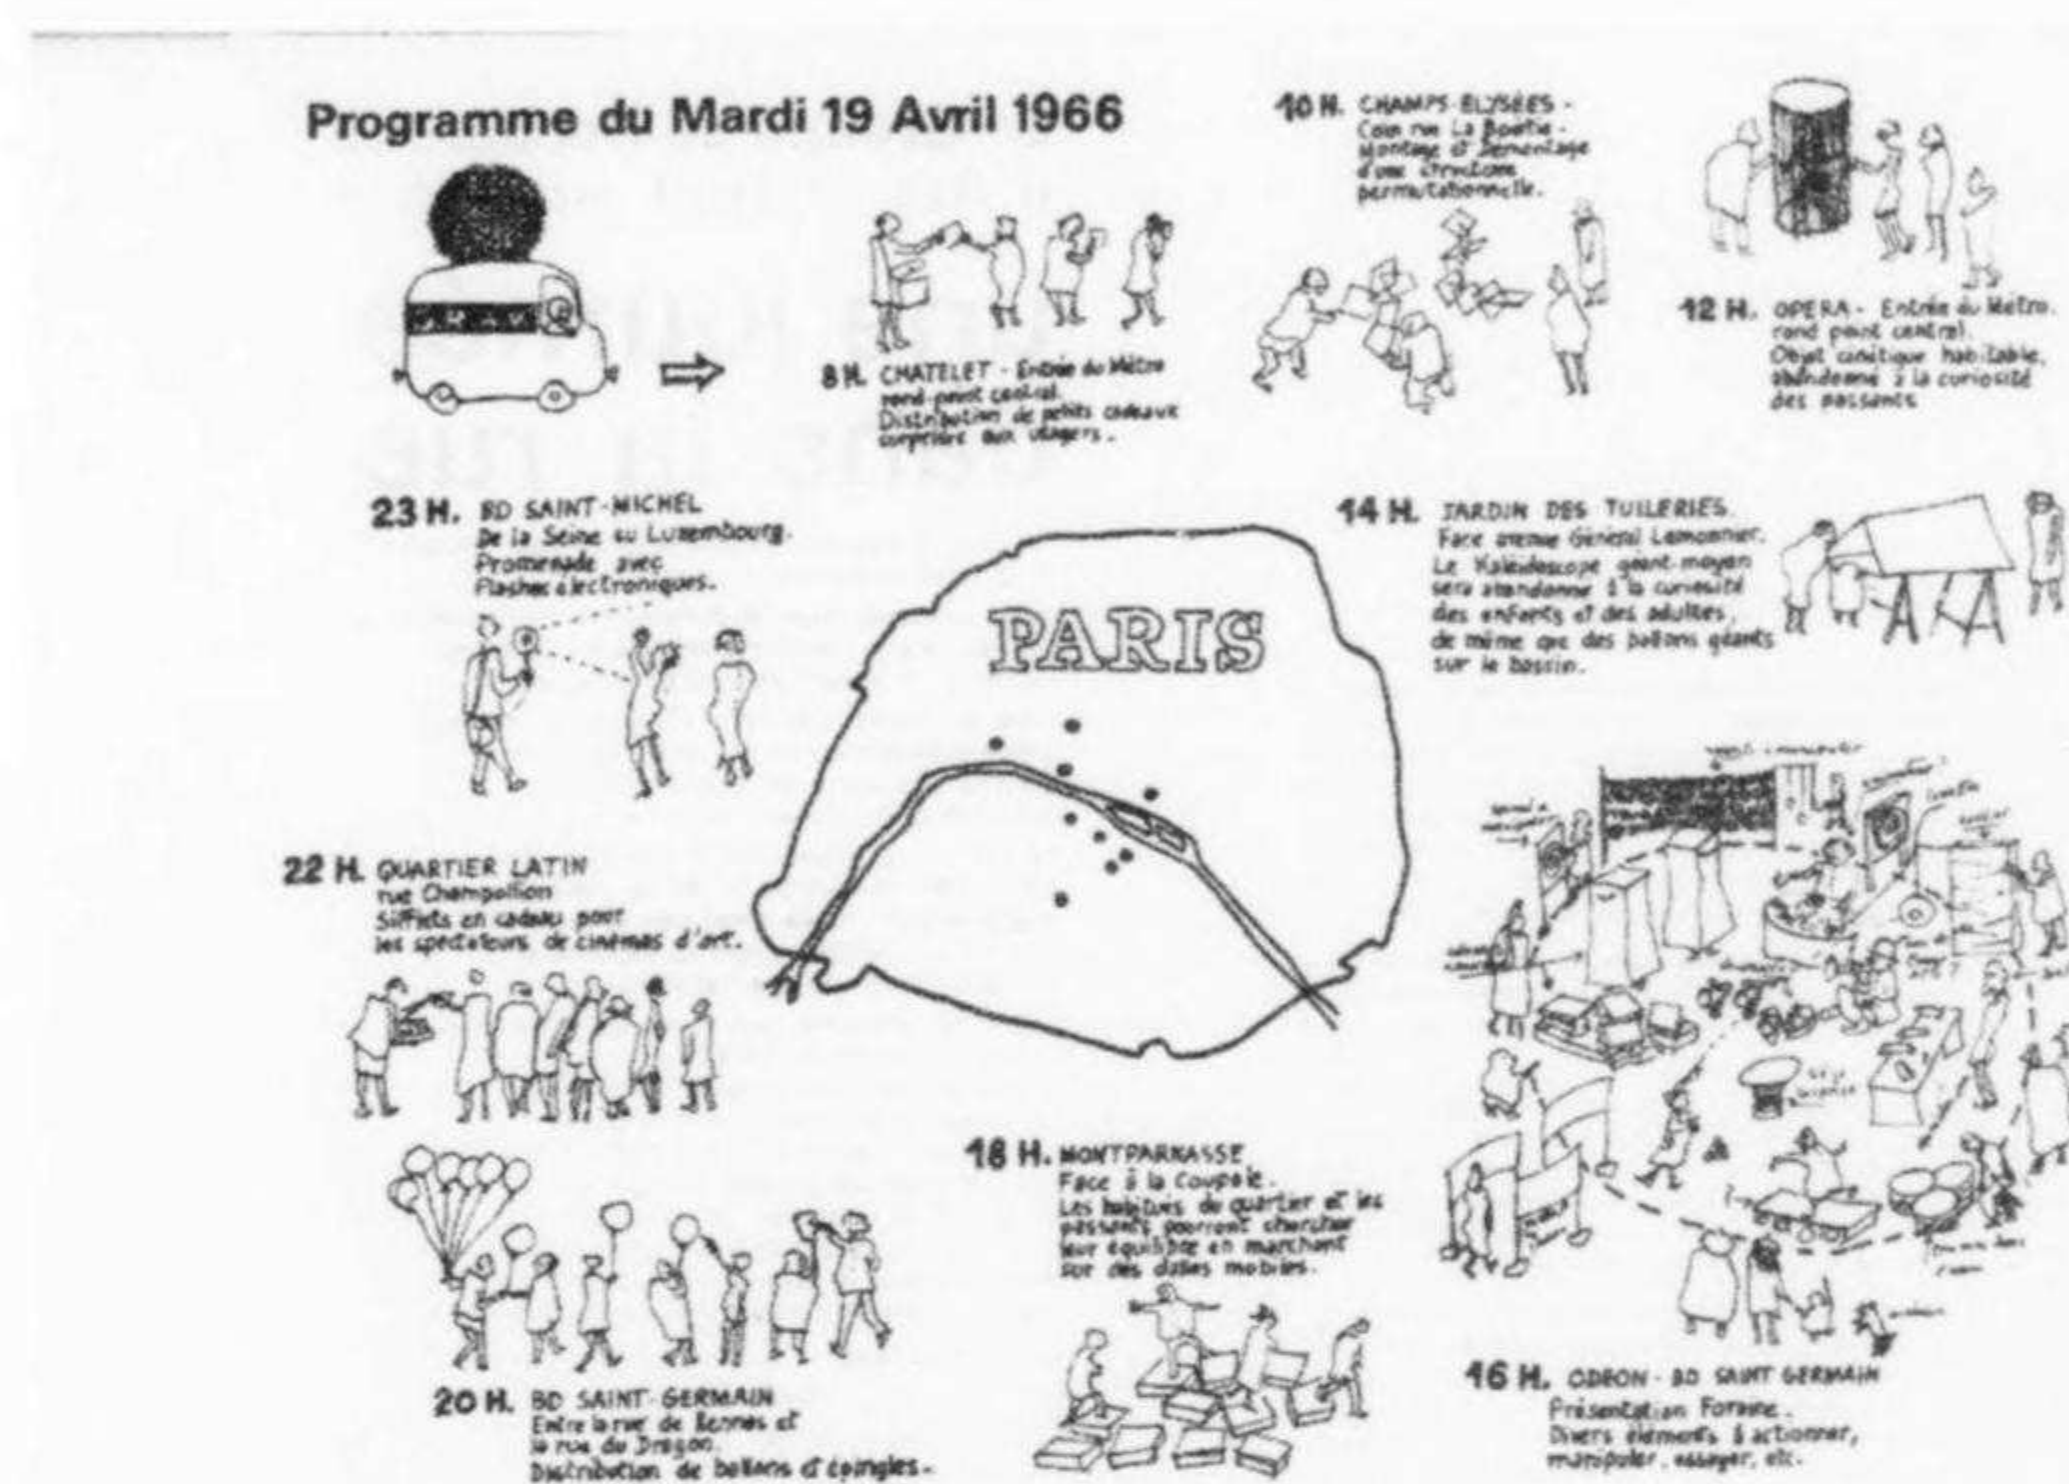 Programme du Mardi 19 Avril 1966
8 H. CHATELET - Entrée du Métro
rond-point central.
Distribution de petits cadeaux
surprise aux usagers.
10 H. CHAMPS-ELYSÉES -
Coin rue La Boétie -
Montage et Démontage
d'une structure
permutationnelle.
12 H. OPERA - Entrée du Métro.
rond point central.
Objet cinétique habitable,
abandonné à la curiosité
des passants
14 H. JARDIN DES TUILERIES
Face avenue Général Lemonnier.
Le Kaléidoscope géant-moyen
sera abandonné à la curiosité
des enfants et des adultes,
de même que des ballons géants
sur le bassin.
16 H. ODEON - BD SAINT GERMAIN
Présentation Foraine.
Divers éléments à actionner,
manipuler, essayer, etc.
18 H. MONTPARNASSE
Face à la Coupole.
Les habitués du quartier et les
passants pourront chercher
leur équilibre en marchant
sur des dalles mobiles.
20 H. BD SAINT-GERMAIN
Entre la rue de Rennes et
la rue du Dragon.
Distribution de ballons et épingles.
22 H. QUARTIER LATIN
rue Champollion
Sifflets en cadeau pour
les spectateurs de cinémas d'art.
23 H. BD SAINT-MICHEL
De la Seine au Luxembourg.
Promenade avec
Flashes électroniques.
PARIS